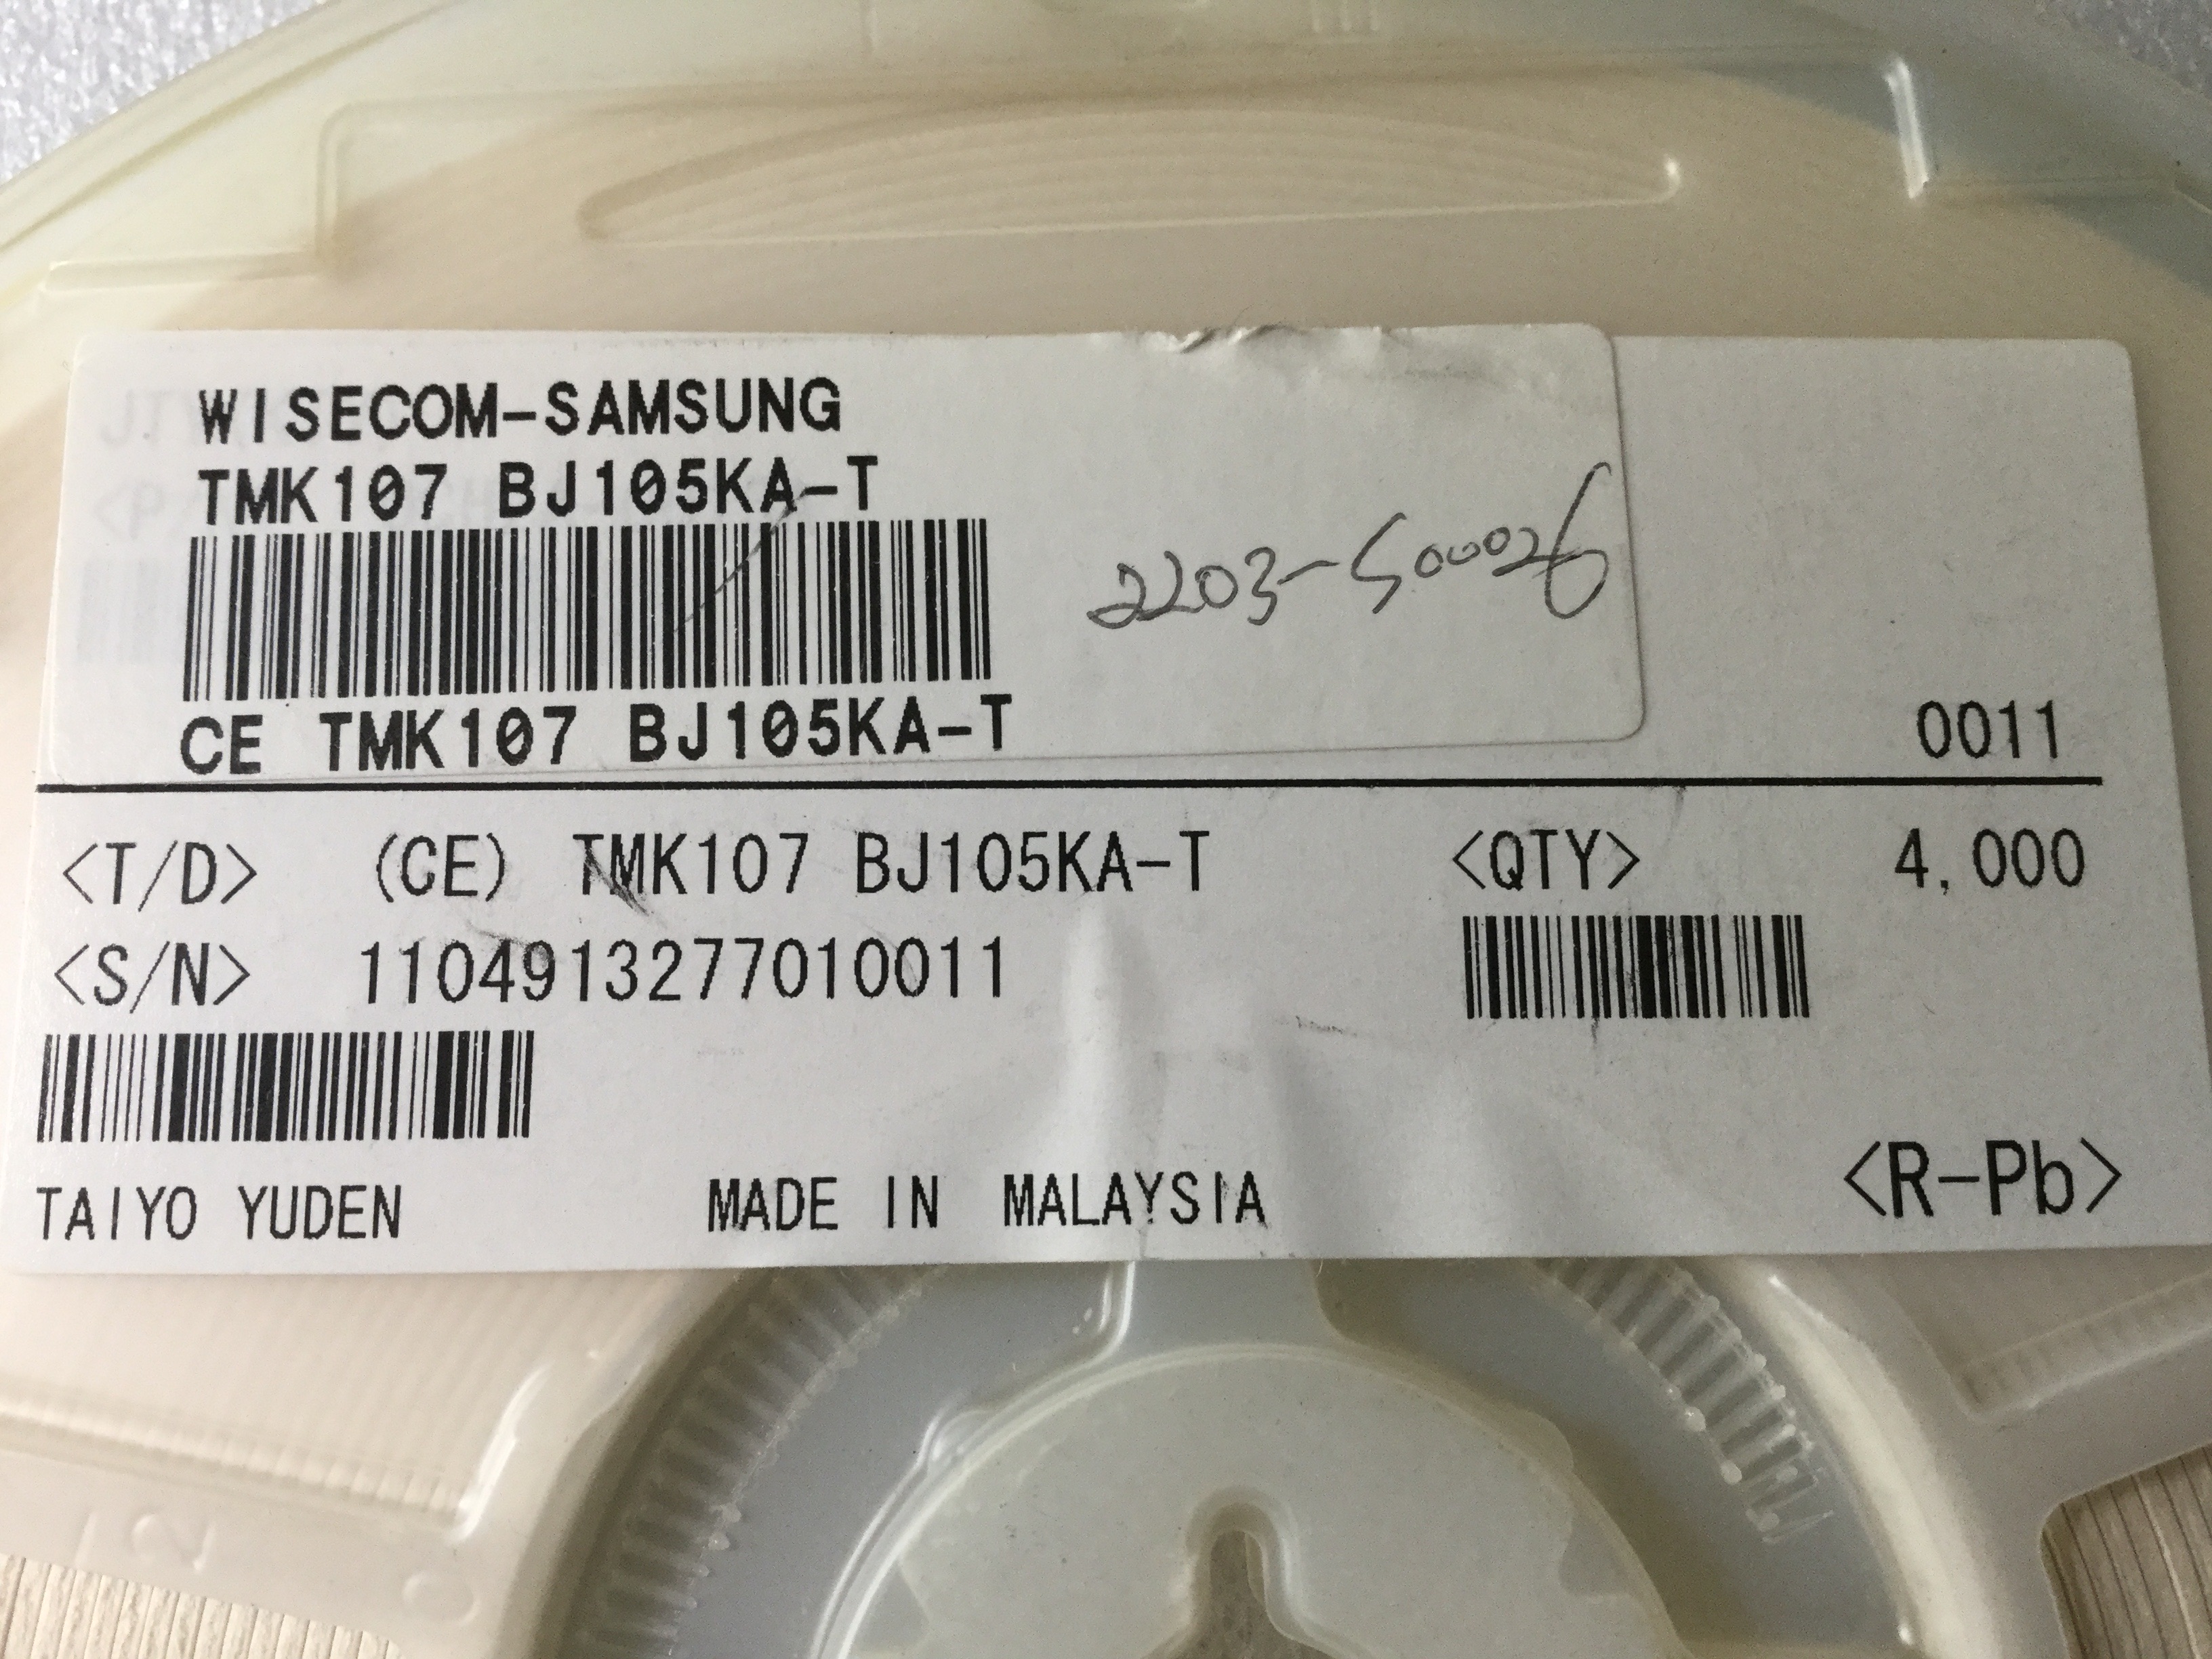 WISECOM-SAMSUNG
TMK107 BJ105KA-T
2203-500026
CE TMK107 BJ105KA-T
0011
<T/D> (CE) TMK107 BJ105KA-T <QTY> 4,000
<S/N> 1104913277010011
TAIYO YUDEN MADE IN MALAYSIA <R-Pb>